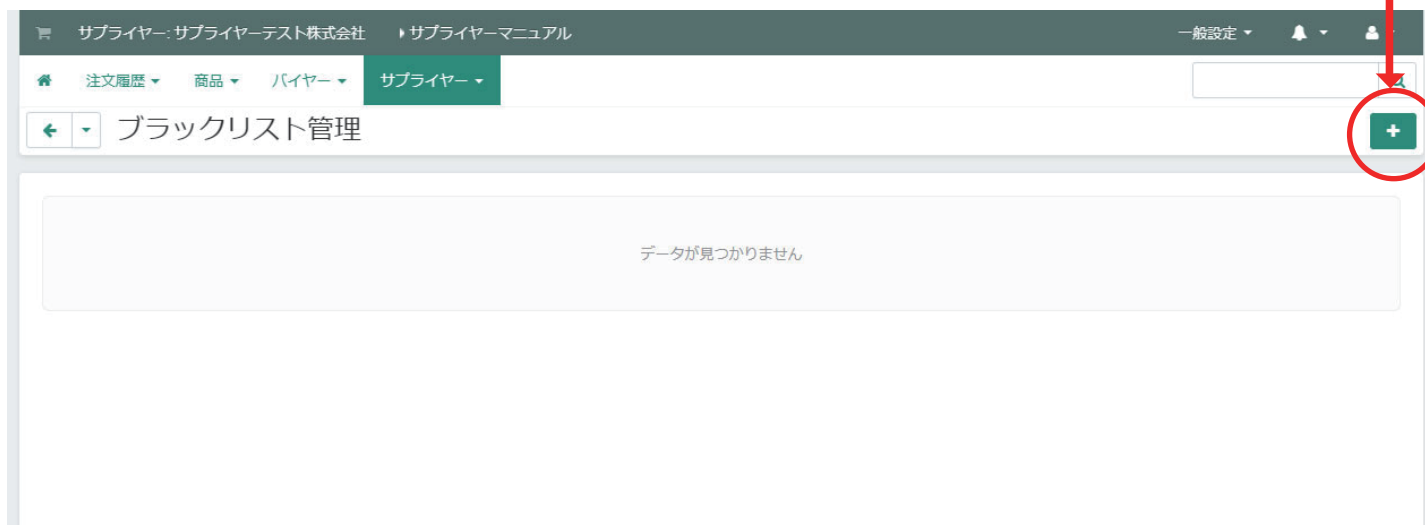 サプライヤー: サプライヤーテスト株式会社 サプライヤーマニュアル 一般設定
注文履歴 商品 バイヤー サプライヤー
ブラックリスト管理 +
データが見つかりません